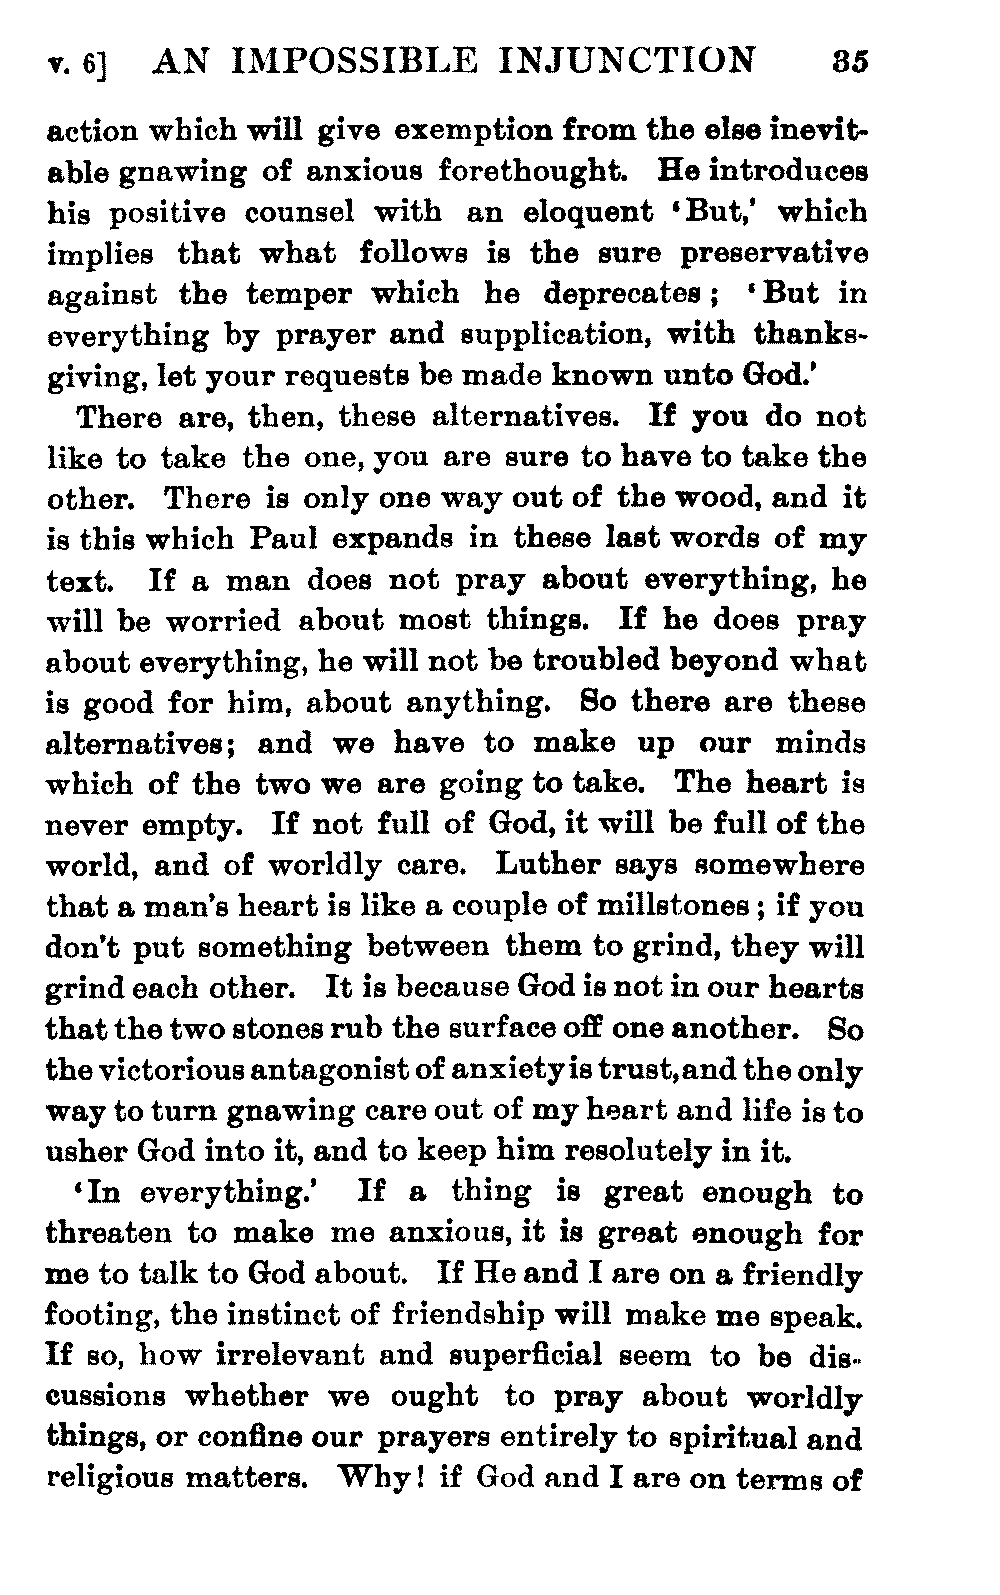 v. 6] AN IMPOSSIBLE INJUNCTION 35
action which will give exemption from the else inevit-
able gnawing of anxious forethought. He introduces
his positive counsel with an eloquent ‘But,’ which
implies that what follows is the sure preservative
against the temper which he deprecates; ‘But in
everything by prayer and supplication, with thanks-
giving, let your requests be made known unto God.’
There are, then, these alternatives. If you do not
like to take the one, you are sure to have to take the
other. There is only one way out of the wood, and it
is this which Paul expands in these last words of my
text. If a man does not pray about everything, he
will be worried about most things. If he does pray
about everything, he will not be troubled beyond what
is good for him, about anything. So there are these
alternatives; and we have to make up our minds
which of the two we are going to take. The heart is
never empty. If not full of God, it will be full of the
world, and of worldly care. Luther says somewhere
that a man’s heart is like a couple of millstones; if you
don’t put something between them to grind, they will
grind each other. It is because God is not in our hearts
that the two stones rub the surface off one another. So
the victorious antagonist of anxiety is trust, and the only
way to turn gnawing care out of my heart and life is to
usher God into it, and to keep him resolutely in it.
‘In everything.’ If a thing is great enough to
threaten to make me anxious, it is great enough for
me to talk to God about. If He and I are on a friendly
footing, the instinct of friendship will make me speak.
If so, how irrelevant and superficial seem to be dis-
cussions whether we ought to pray about worldly
things, or confine our prayers entirely to spiritual and
religious matters. Why! if God and I are on terms of